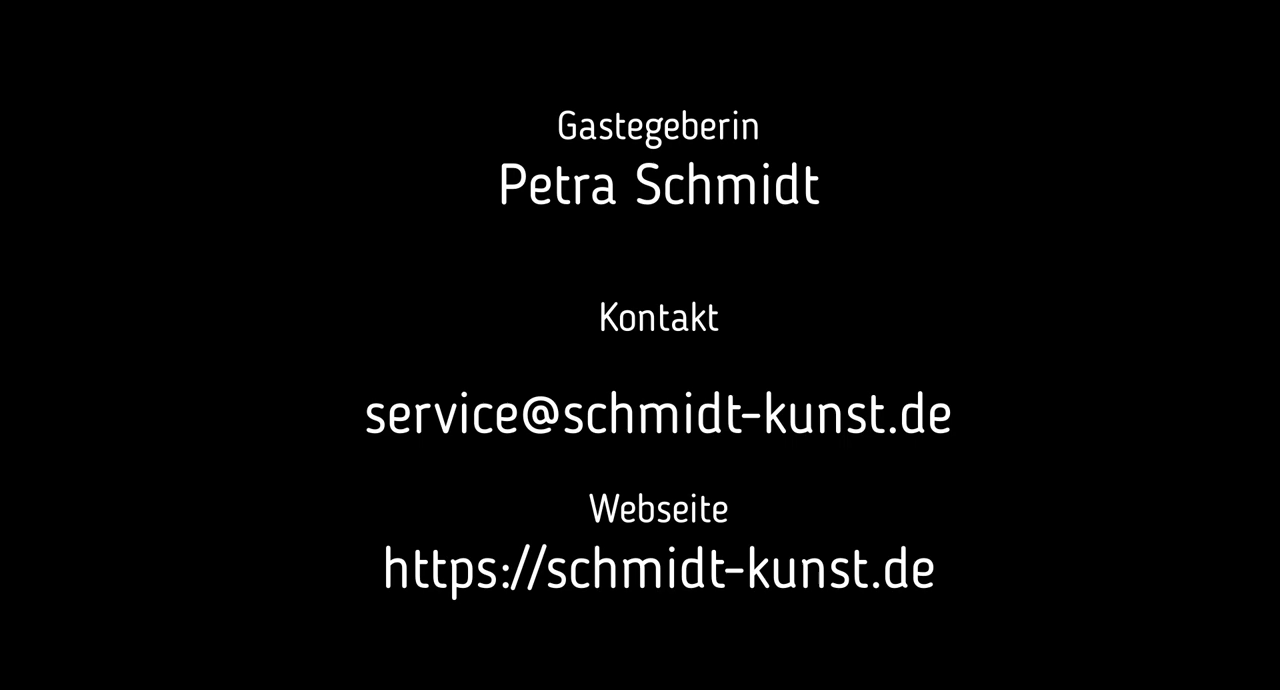 Gastegeberin
Petra Schmidt
Kontakt
service@schmidt-kunst.de
Webseite
https://schmidt-kunst.de